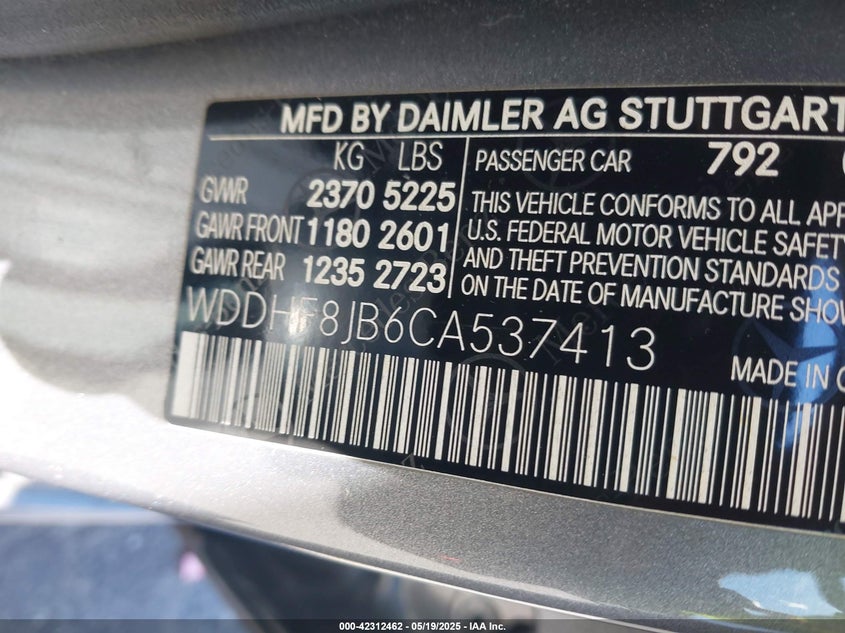 MFD BY DAIMLER AG STUTTGART
KG LBS
GVWR 2370 5225
GAWR FRONT 1180 2601
GAWR REAR 1235 2723
PASSENGER CAR 792
THIS VEHICLE CONFORMS TO ALL APP
U.S. FEDERAL MOTOR VEHICLE SAFETY
AND THEFT PREVENTION STANDARDS
ON THE DATE OF MANUFACTURE SHOW
WDDHF8JB6CA537413
MADE IN
000-42312462 - 05/19/2025 - IAA Inc.